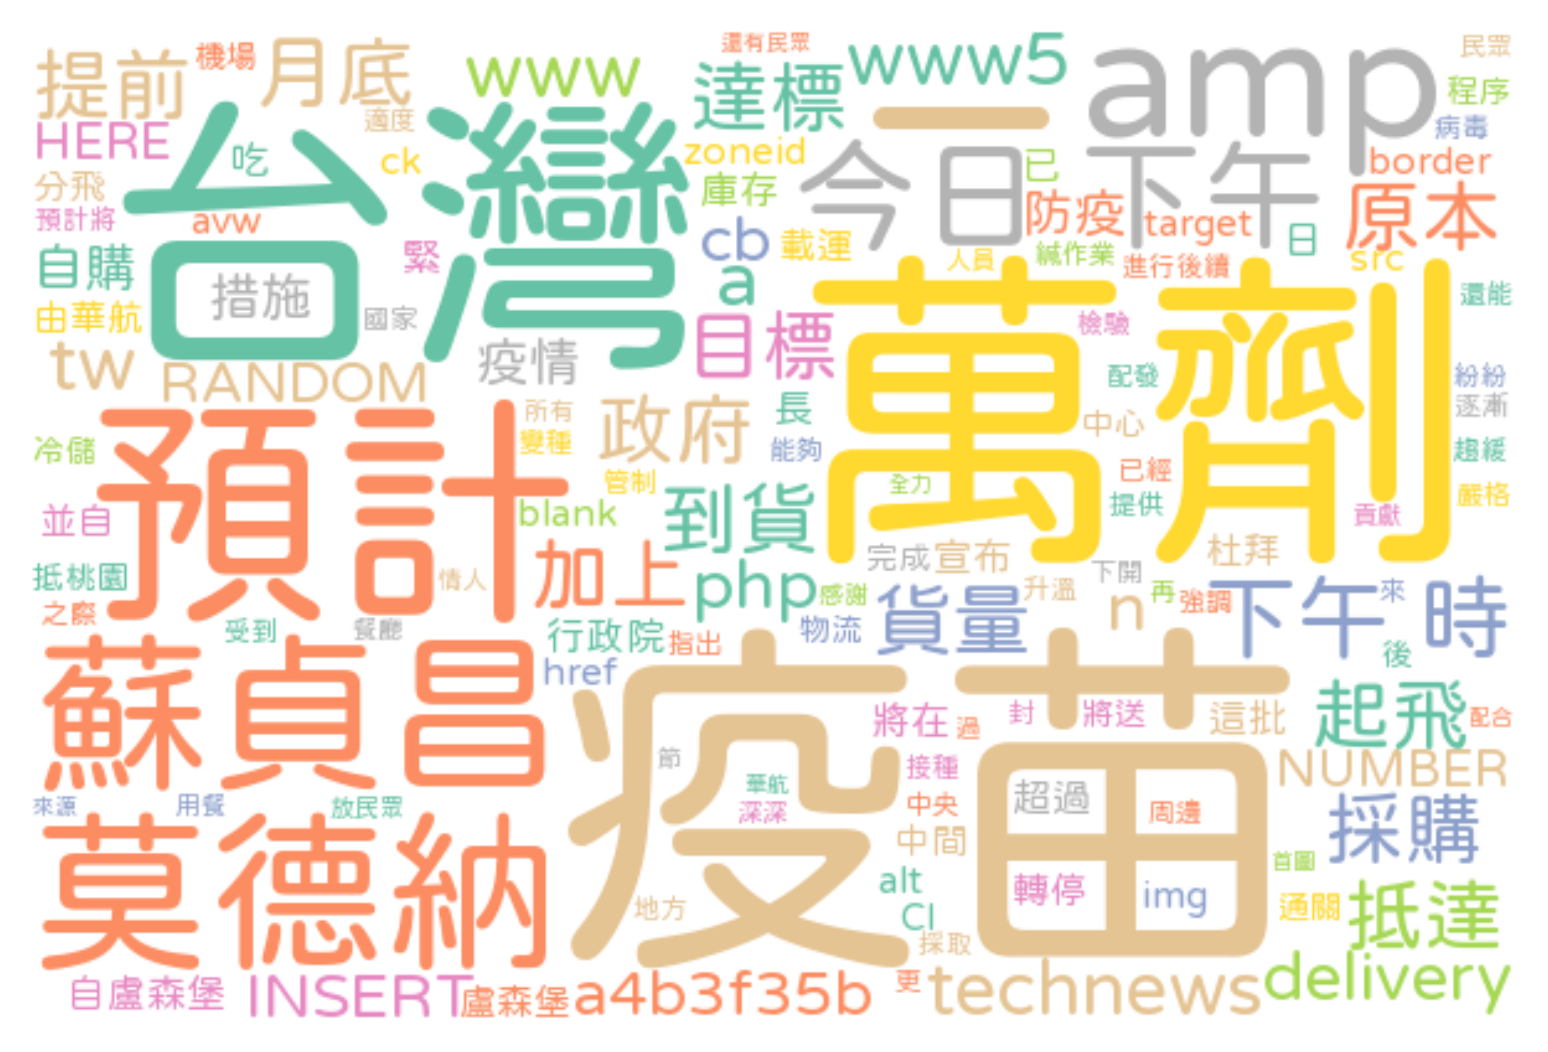 還有民眾
民眾
提前
機場
月底
www
達標
www5
amp
程序
HERE
適度
一
病毒
台灣
吃
ck
zoneid
今日
已
下午
border
分飛
庫存
防疫
target
原本
預計將
avw
自購
緊
cb
載運
日
措施
a
人員
緘作業
進行後續
src
由華航
國家
目標
萬劑
檢驗
還能
tw
疫情
RANDOM
配發
紛紛
所有
政府
長
中心
逐漸
預計
冷儲
變種
能夠
趨緩
管制
全力
已經
嚴格
並自
blank
到貨
提供
貢獻
抵桃園
情人
加上
完成
宣布
杜拜
下開
之際
php
感謝
貨量
升溫
n
再
強調
下午
來
時
受到
餐廳
行政院
指出
物流
後
蘇貞昌
href
疫苗
將在
過
封
將送
這批
起飛
配合
節
接種
NUMBER
來源
用餐
放民眾
華航
深深
中央
超過
周邊
採購
莫德納
中間
首圖
alt
轉停
img
地方
CI
通關
抵達
採取
自盧森堡
INSERT
盧森堡
a4b3f35b
更
technews
delivery